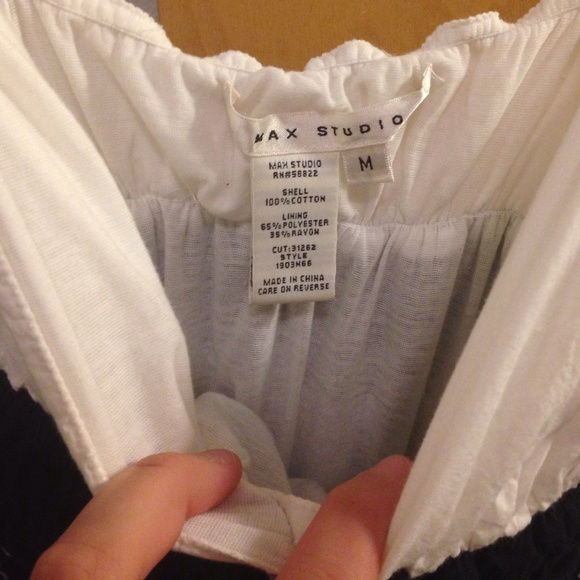 MAX STUDIO
M
MAX STUDIO
RN#58822
SHELL
100%COTTON
LINING
65%POLYESTER
35%RAYON
CUT:31262
STYLE
1903H66
MADE IN CHINA
CARE ON REVERSE